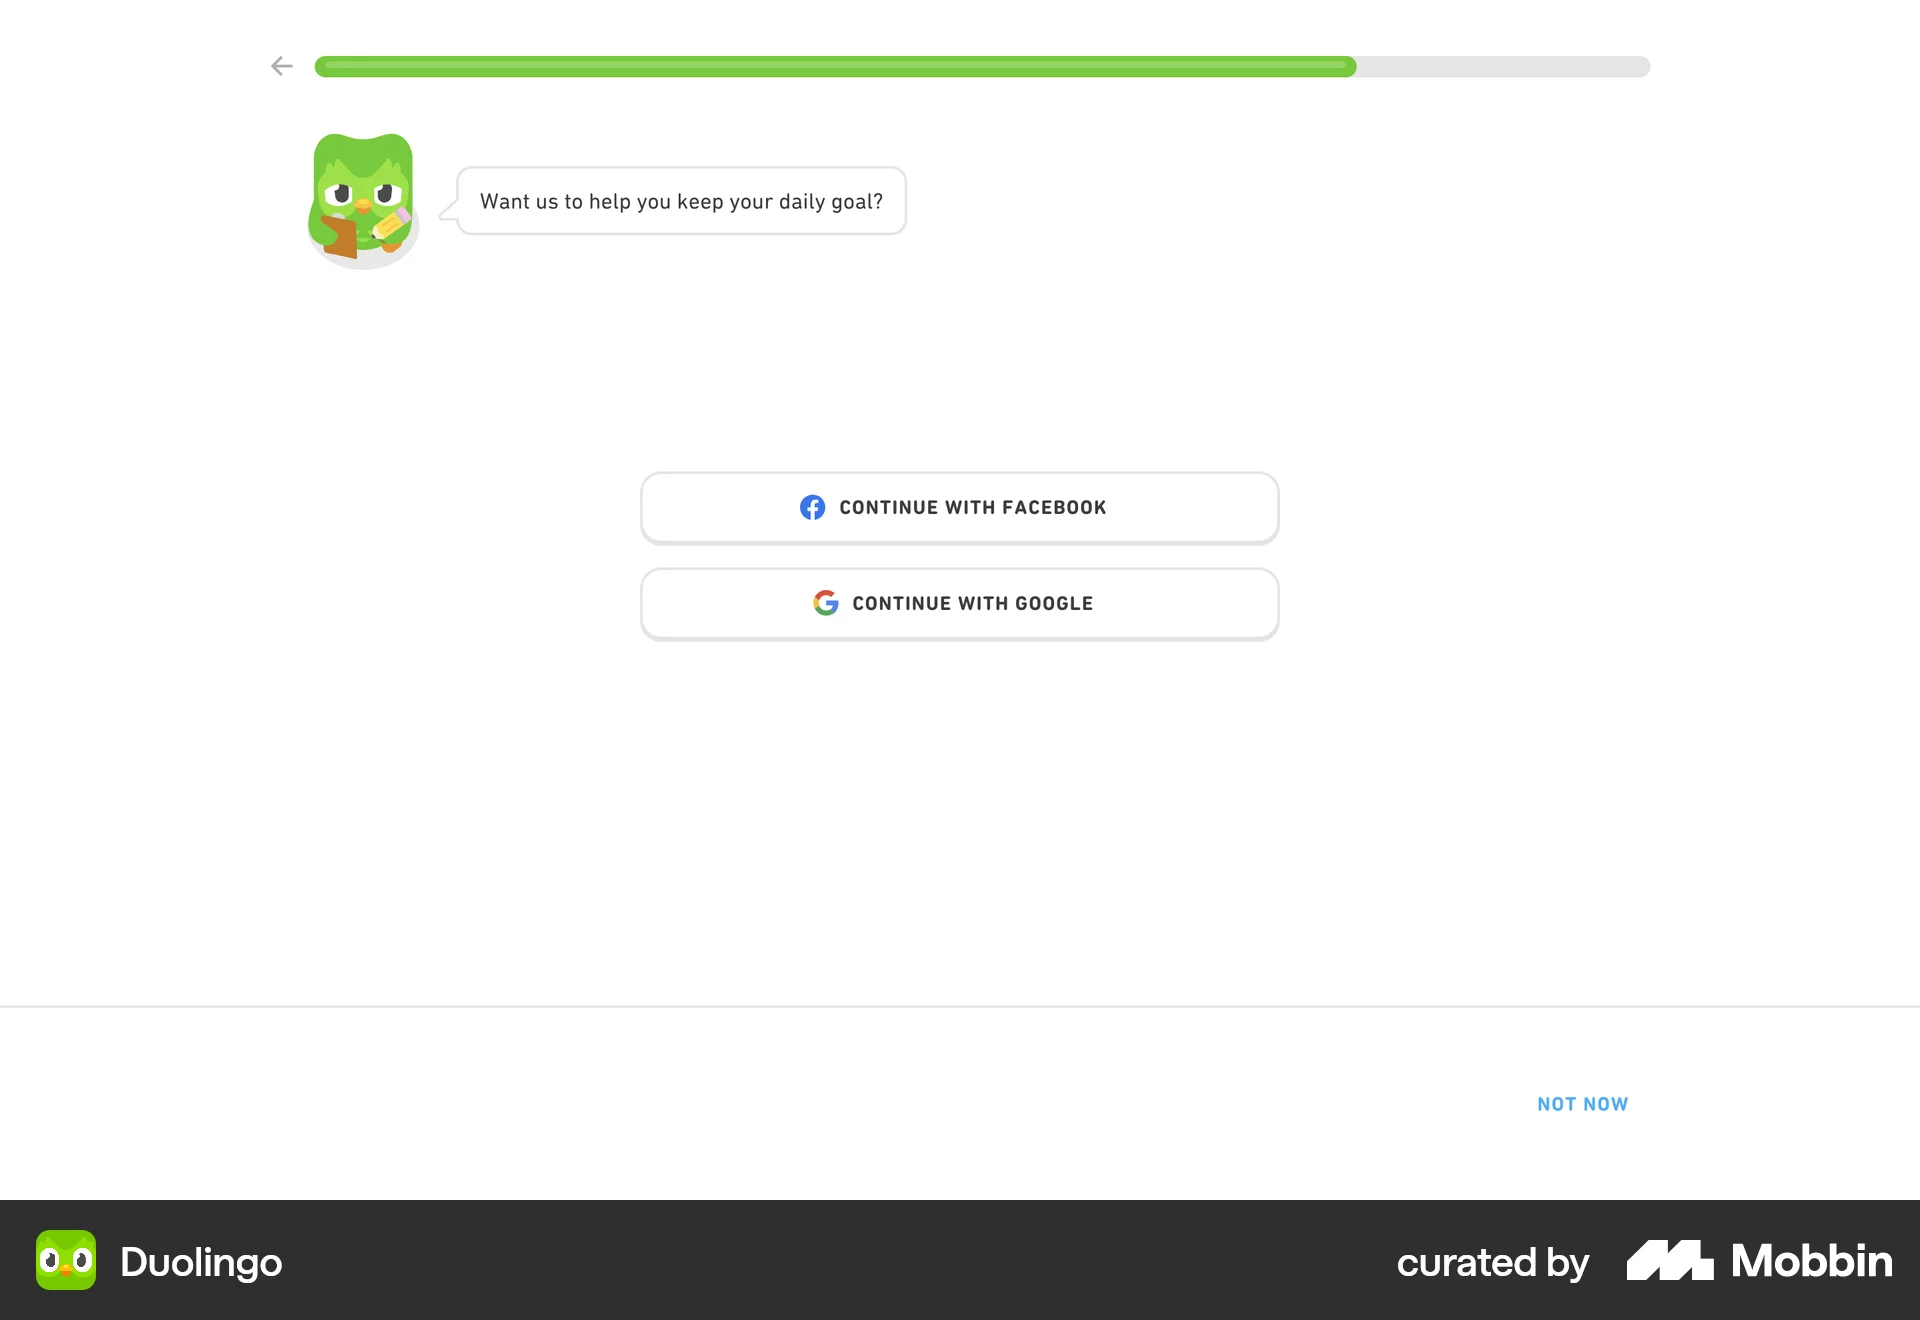 Want us to help you keep your daily goal?
CONTINUE WITH FACEBOOK
CONTINUE WITH GOOGLE
NOT NOW
Duolingo
curated by Mobbin